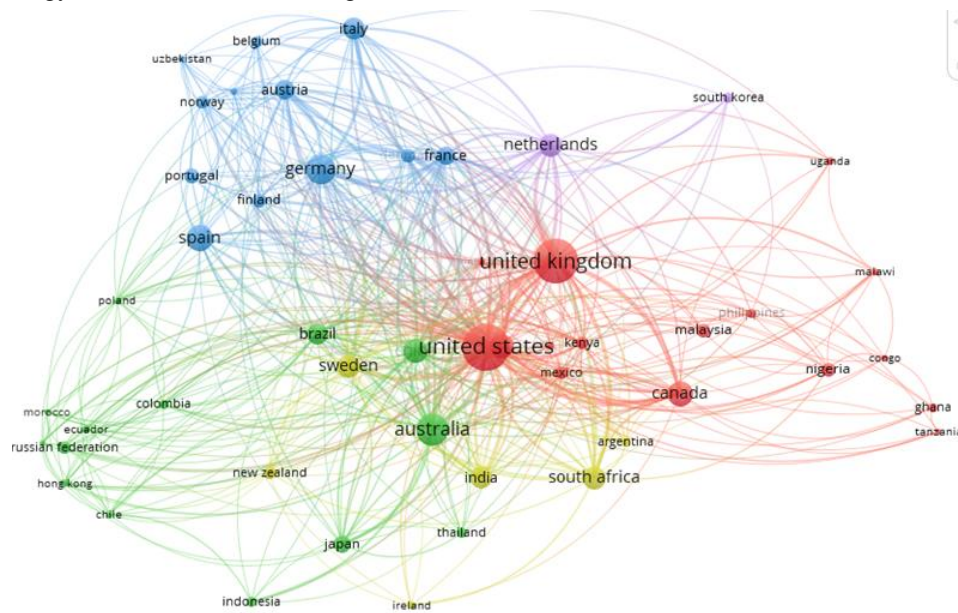 italy
belgium
uzbekistan
austria
norway
south korea
netherlands
france
germany
uganda
portugal
finland
spain
united kingdom
malawi
poland
philippines
malaysia
brazil
kenya
united states
congo
sweden
mexico
nigeria
canada
colombia
ghana
morocco
ecuador
australia
tanzania
argentina
russian federation
new zealand
india
south africa
hong kong
chile
thailand
japan
indonesia
ireland